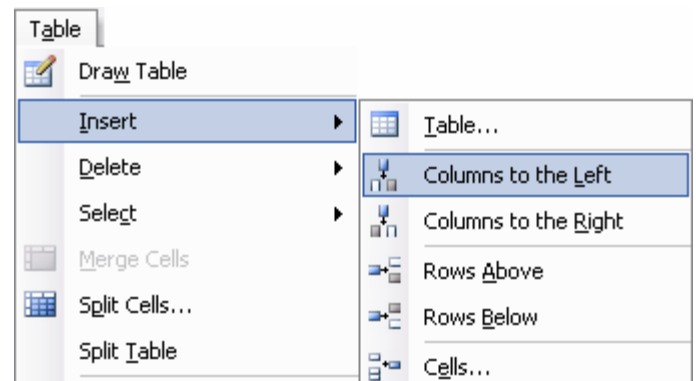 Table
Draw Table
Insert
Delete
Select
Merge Cells
Split Cells...
Split Table
Table...
Columns to the Left
Columns to the Right
Rows Above
Rows Below
Cells...